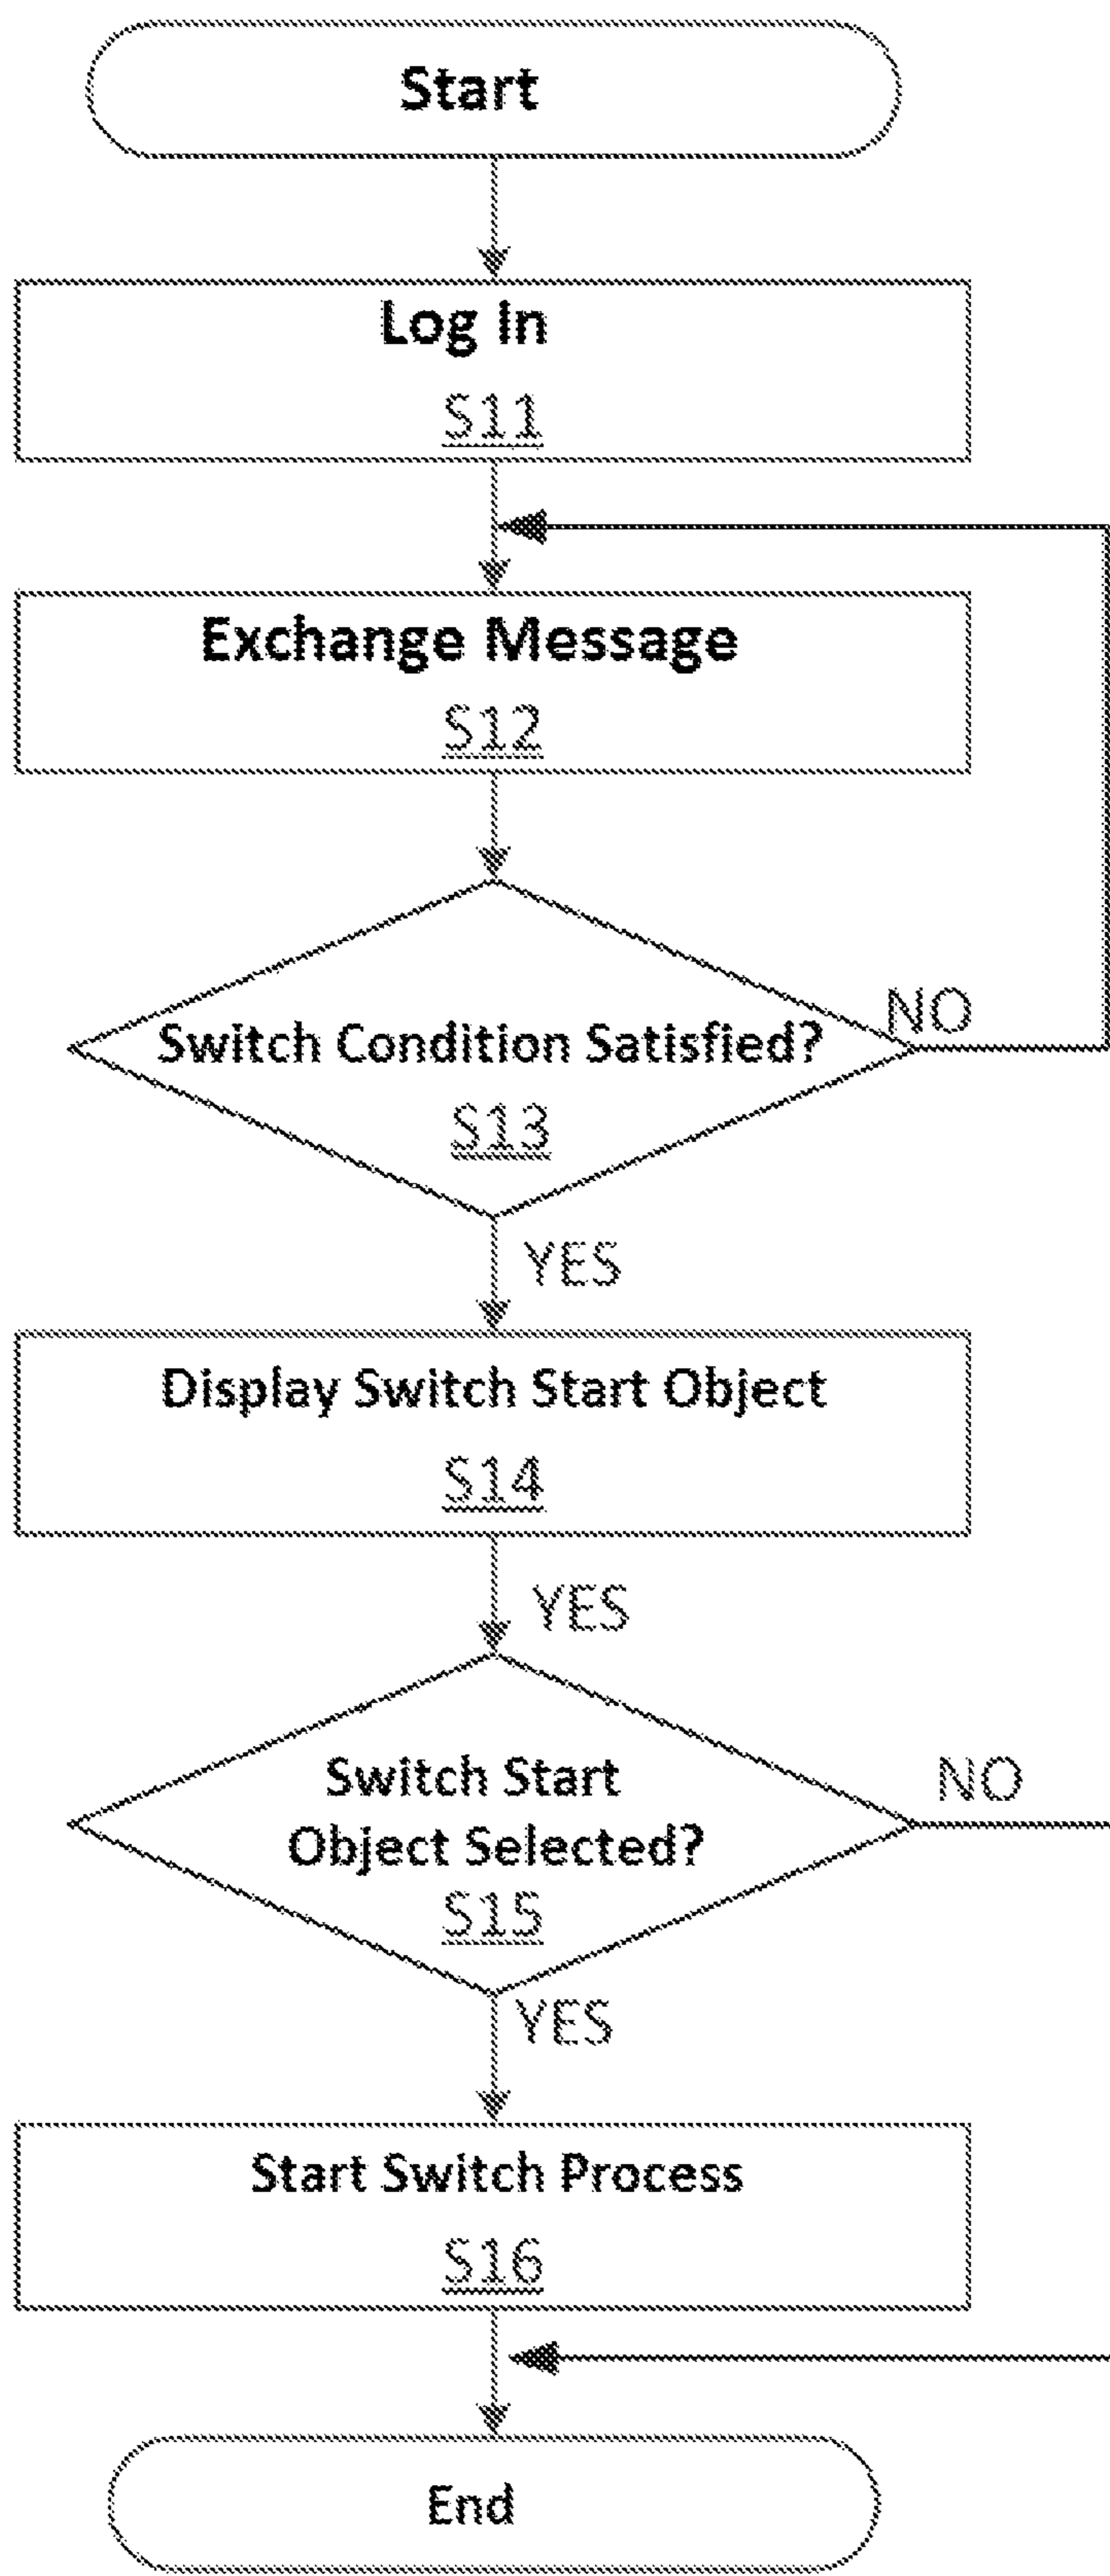 Start
Log In
S11
Exchange Message
S12
Switch Condition Satisfied?
NO
S13
YES
Display Switch Start Object
S14
YES
Switch Start
NO
Object Selected?
S15
YES
Start Switch Process
S16
End